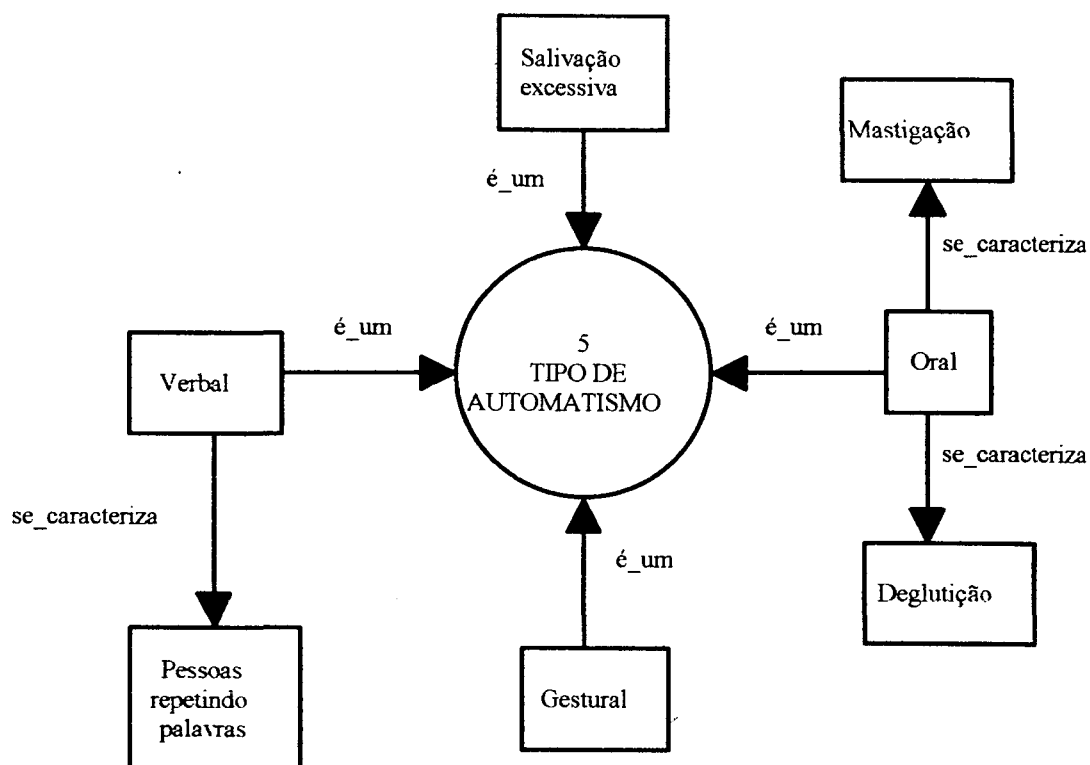 Salivação
excessiva
Mastigação
é_um
se_caracteriza
é_um
é_um
5
TIPO DE
AUTOMATISMO
Verbal
Oral
se_caracteriza
se_caracteriza
é_um
Deglutição
Pessoas
repetindo
palavras
Gestural